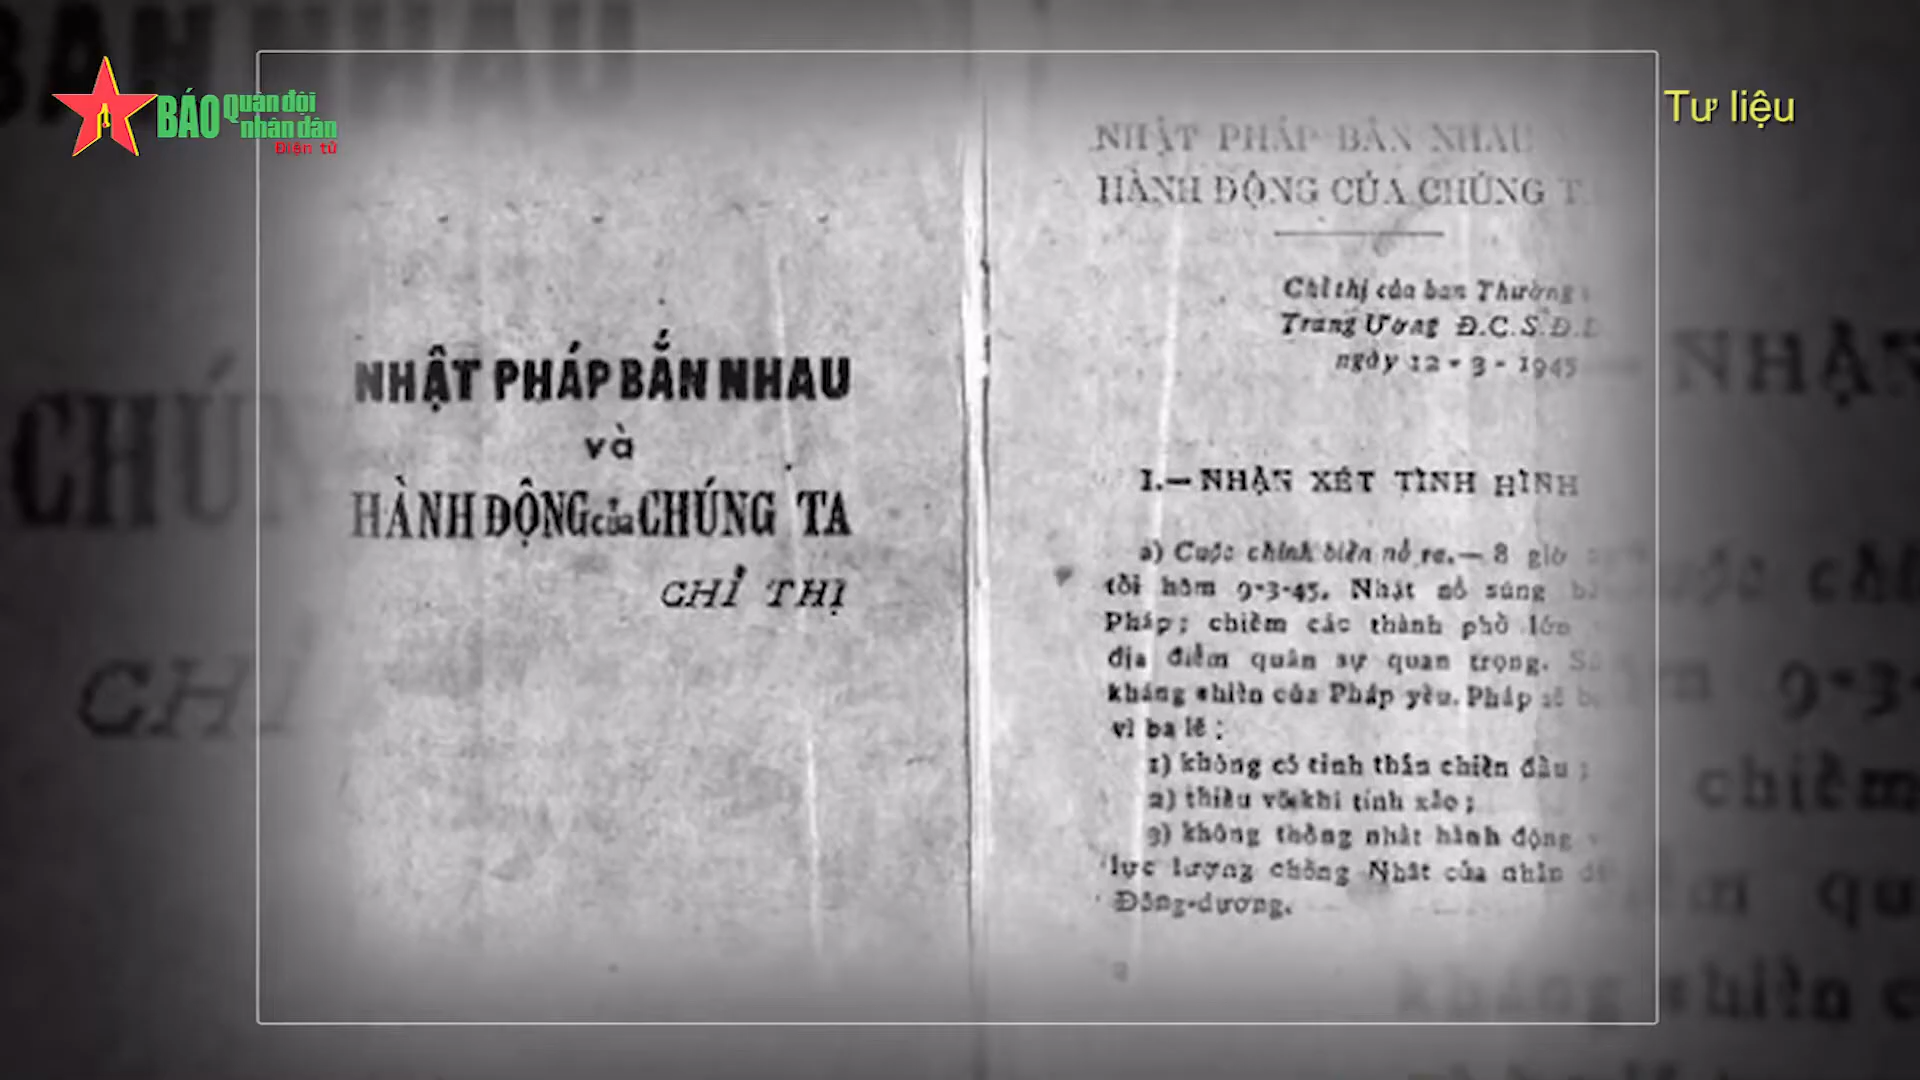 BÁO Quân đội
nhân dân
Điện tử
Tư liệu
NHẬT PHÁP BẮN NHAU
và
HÀNH ĐỘNG của CHÚNG TA
CHỈ THỊ
NHẬT PHÁP BẮN NHAU
HÀNH ĐỘNG CỦA CHÚNG
Chỉ thị của ban Thường
Trung Ương Đ.C.S.Đ.
ngày 12-3-1945
I.— NHẬN XÉT TÌNH HÌNH
a) Cuộc chính biến nổ ra.— 8 giờ
tối hôm 9-3-45. Nhật nổ súng
Pháp; chiếm các thành phố lớn
địa điểm quân sự quan trọng.
kháng chiến của Pháp yếu. Pháp sẽ
vì ba lẽ :
1) không có tinh thần chiến đấu ;
2) thiếu võ khí tinh xảo ;
3) không thống nhất hành động
lực lượng chống Nhật của nhân
Đông-dương.